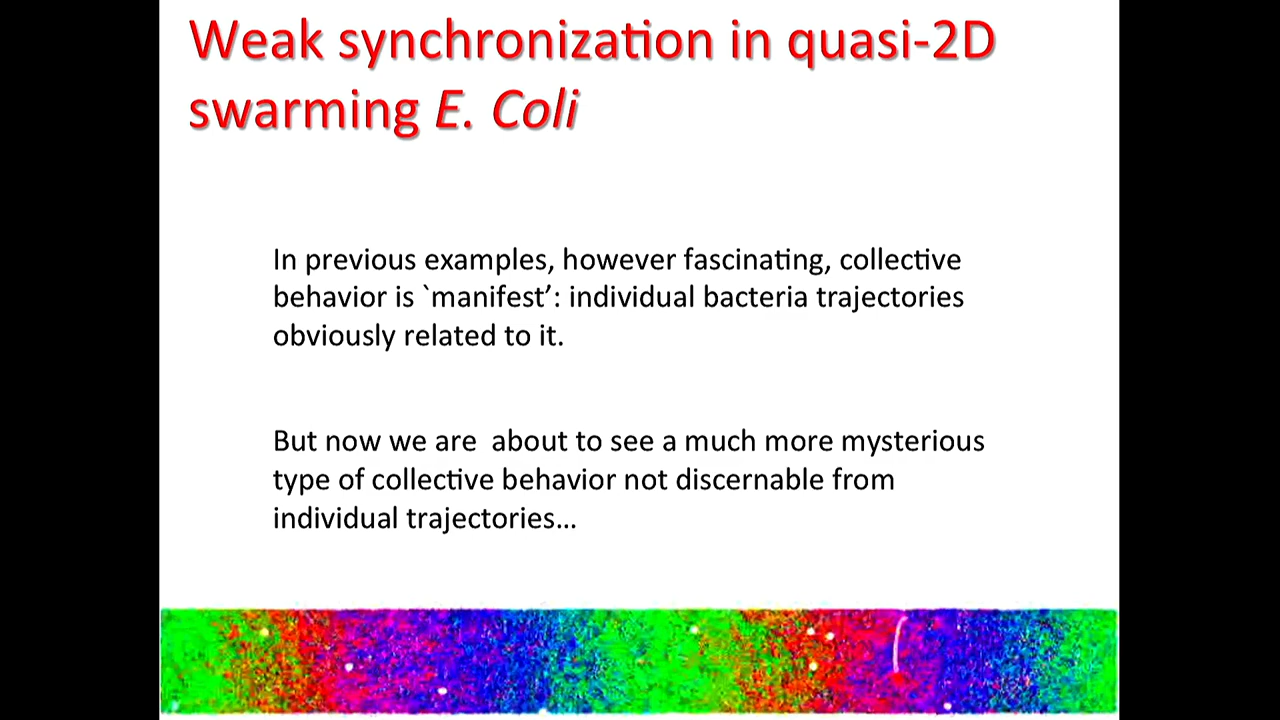 Weak synchronization in quasi-2D
swarming E. Coli
In previous examples, however fascinating, collective
behavior is `manifest’: individual bacteria trajectories
obviously related to it.
But now we are  about to see a much more mysterious
type of collective behavior not discernable from
individual trajectories…